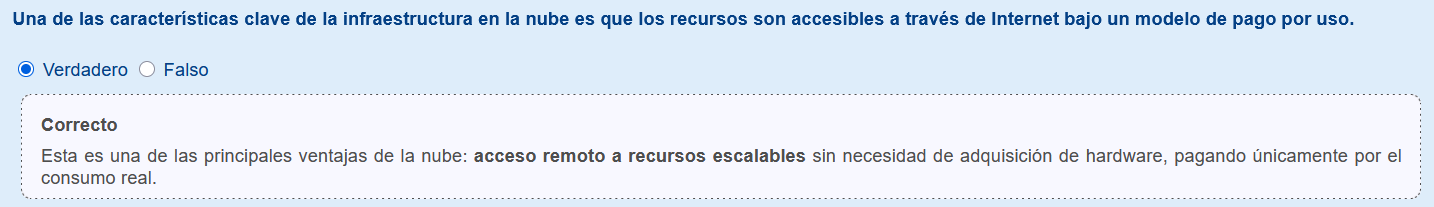 Una de las características clave de la infraestructura en la nube es que los recursos son accesibles a través de Internet bajo un modelo de pago por uso.
Verdadero Falso
Correcto
Esta es una de las principales ventajas de la nube: acceso remoto a recursos escalables sin necesidad de adquisición de hardware, pagando únicamente por el
consumo real.